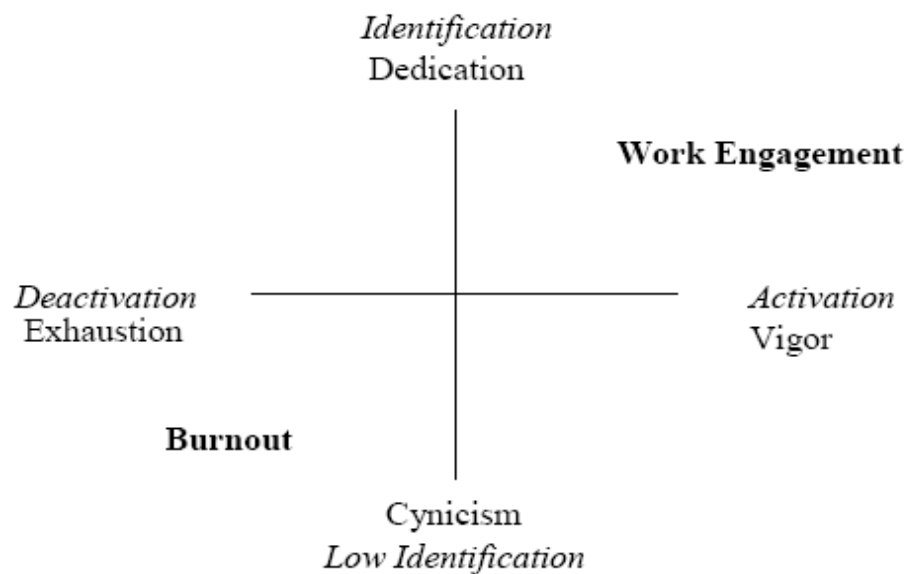 Identification
Dedication
Work Engagement
Deactivation
Exhaustion
Activation
Vigor
Burnout
Cynicism
Low Identification